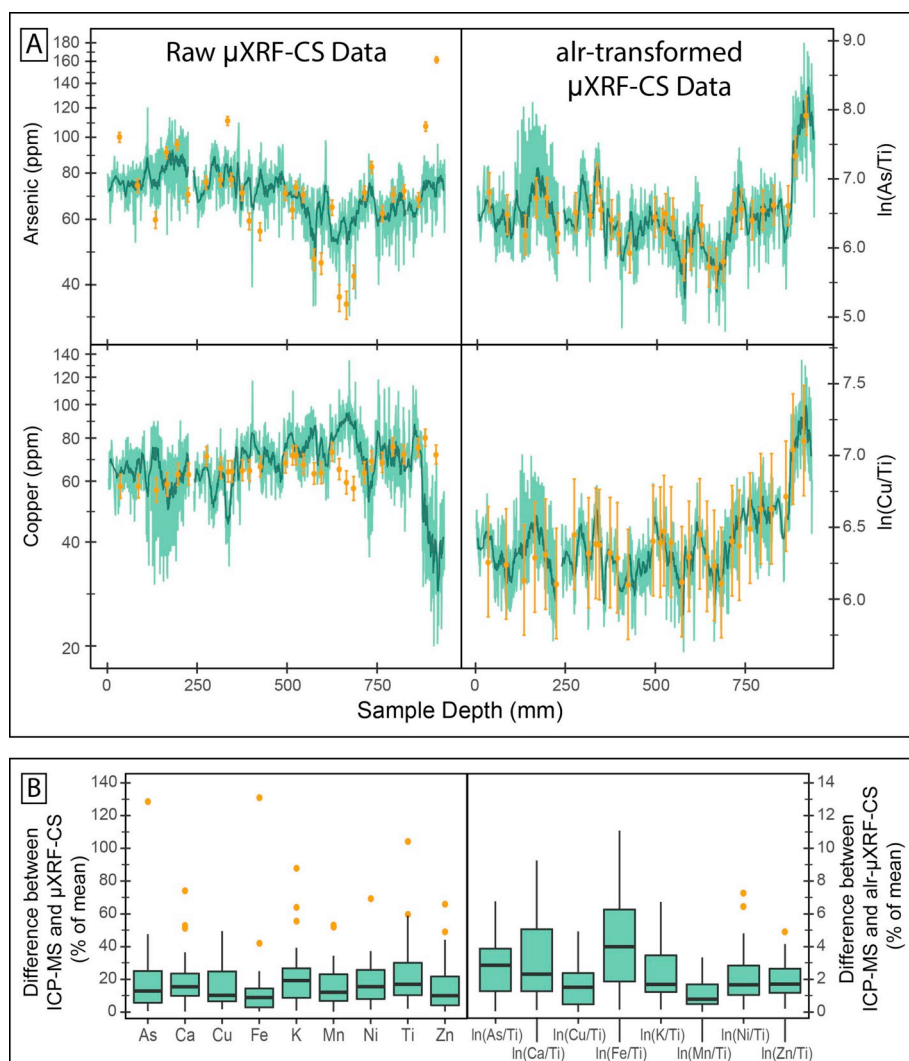 A
Raw µXRF-CS Data
alr-transformed
µXRF-CS Data
Arsenic (ppm)
180
160
140
120
100
80
60
40
ln(As/Ti)
9.0
8.0
7.0
6.0
5.0
Copper (ppm)
140
120
100
80
60
40
20
ln(Cu/Ti)
7.5
7.0
6.5
6.0
0 250 500 750 0 250 500 750
Sample Depth (mm)
B
Difference between
ICP-MS and µXRF-CS
(% of mean)
140
120
100
80
60
40
20
0
As Ca Cu Fe K Mn Ni Ti Zn
Difference between
ICP-MS and alr-µXRF-CS
(% of mean)
14
12
10
8
6
4
2
0
ln(As/Ti) ln(Cu/Ti) ln(K/Ti) ln(Ni/Ti)
ln(Ca/Ti) ln(Fe/Ti) ln(Mn/Ti) ln(Zn/Ti)